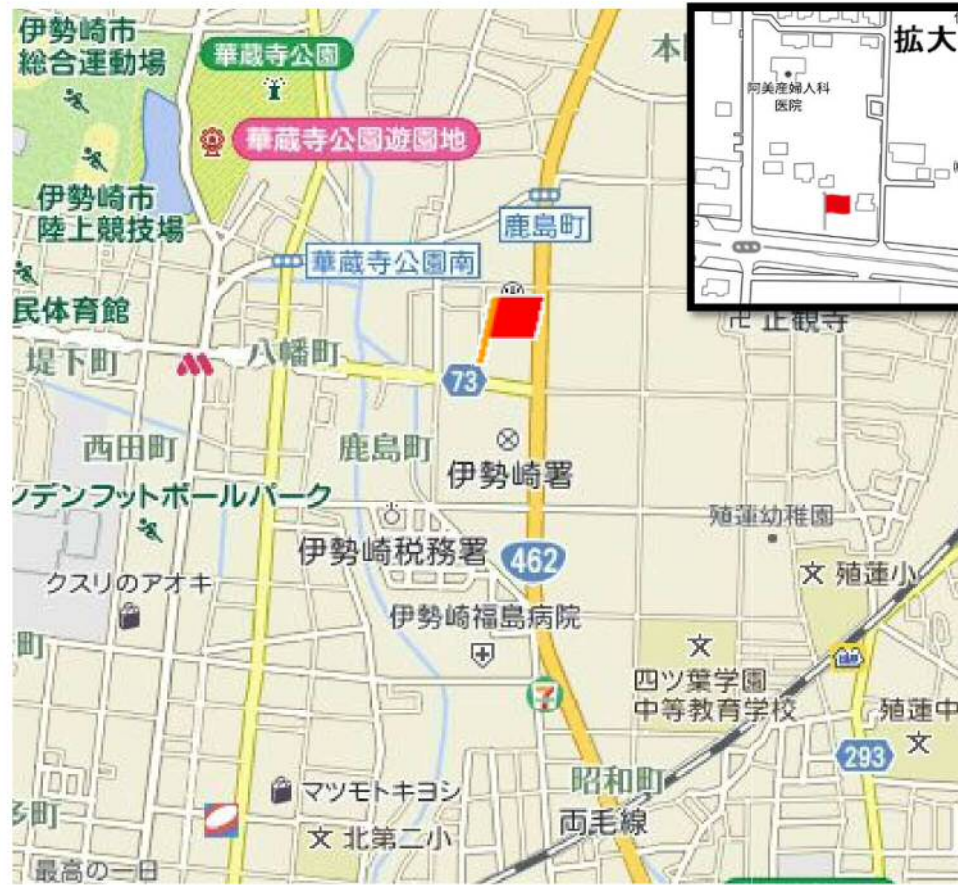 伊勢崎市
総合運動場
華蔵寺公園
本
拡大
阿美産婦人科
医院
華蔵寺公園遊園地
伊勢崎市
陸上競技場
鹿島町
華蔵寺公園南
民体育館
正観寺
堤下町
八幡町
73
西田町
鹿島町
伊勢崎署
ンデンフットボールパーク
殖蓮幼稚園
伊勢崎税務署
462
クスリのアオキ
殖蓮小
伊勢崎福島病院
町
四ツ葉学園
中等教育学校
殖蓮中
293
昭和町
マツモトキヨシ
両毛線
多町
北第二小
最高の一日